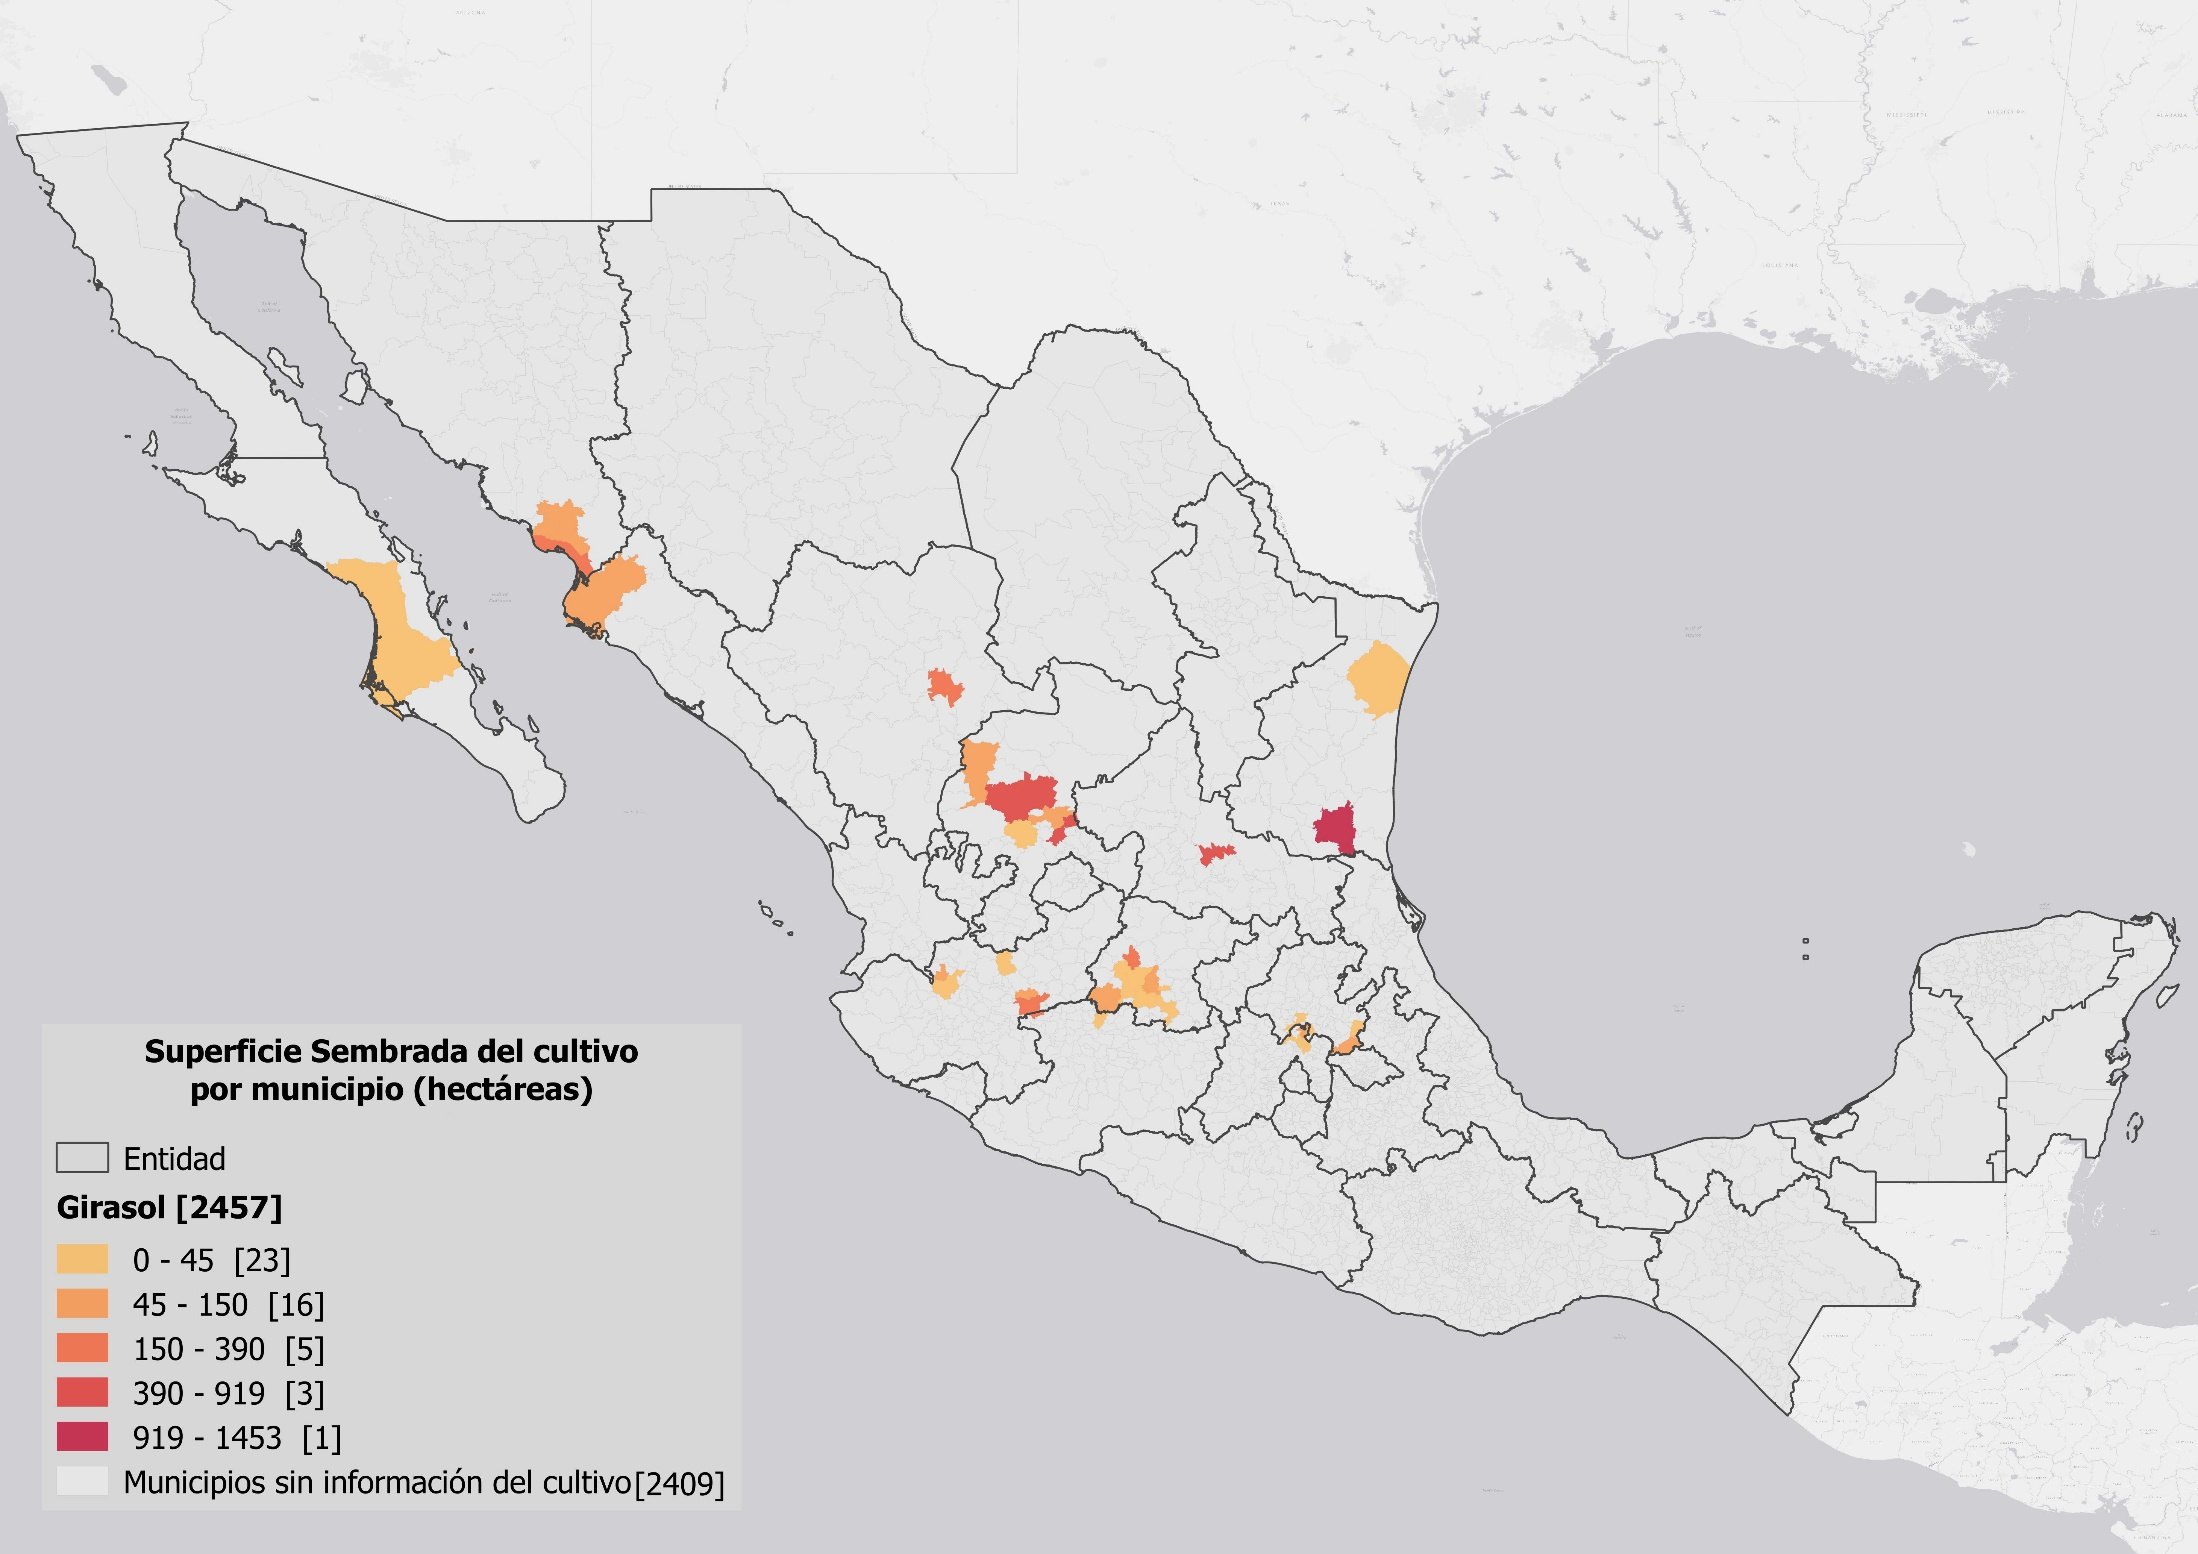 Superficie Sembrada del cultivo
por municipio (hectáreas)
Entidad
Girasol [2457]
0 - 45 [23]
45 - 150 [16]
150 - 390 [5]
390 - 919 [3]
919 - 1453 [1]
Municipios sin información del cultivo [2409]